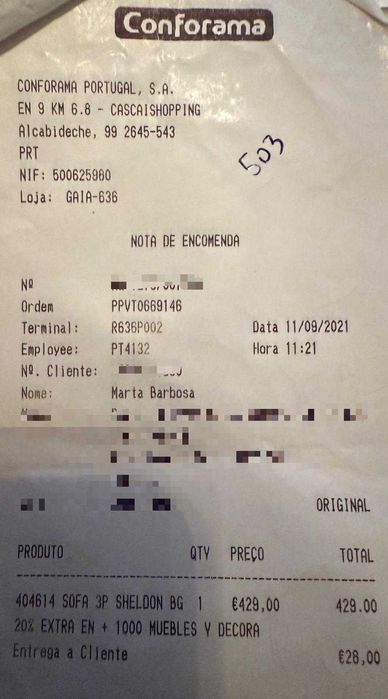 Conforama
CONFORAMA PORTUGAL, S.A.
EN 9 KM 6.8 - CASCAISHOPPING
Alcabideche, 99 2645-543
PRT
NIF: 500625980
Loja: GAIA-636
503
NOTA DE ENCOMENDA
Nº
Ordem PPVT0669146
Terminal: R636P002 Data 11/09/2021
Employee: PT4132 Hora 11:21
Nº. Cliente:
Nome: Marta Barbosa
ORIGINAL
PRODUTO QTY PREÇO TOTAL
404614 SOFA 3P SHELDON BG 1 €429,00 429.00
20% EXTRA EN + 1000 MUEBLES Y DECORA
Entrega a Cliente €28,00